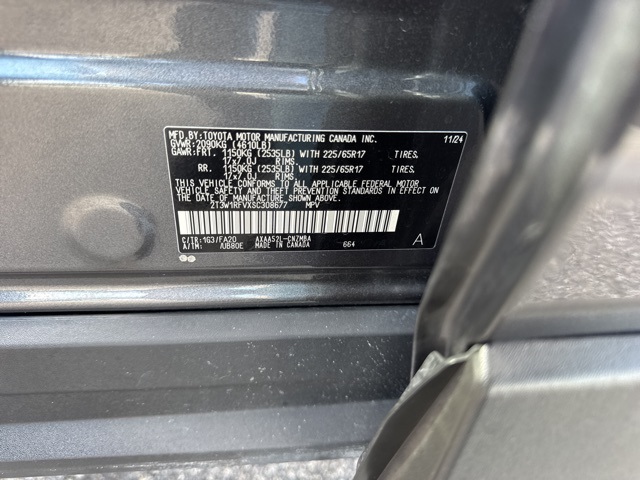 MFD.BY:TOYOTA MOTOR MANUFACTURING CANADA INC. 11/24
GVWR:2090KG (4610LB)
GAWR:FRT. 1150KG (2535LB) WITH 225/65R17 TIRES.
17x7.0J RIMS.
RR. 1150KG (2535LB) WITH 225/65R17 TIRES.
17x7.0J RIMS.
THIS VEHICLE CONFORMS TO ALL APPLICABLE FEDERAL MOTOR
VEHICLE SAFETY AND THEFT PREVENTION STANDARDS IN EFFECT ON
THE DATE OF MANUFACTURE SHOWN ABOVE.
2T3W1RFVXSC308677 MPV
C/TR:1G3/FA20 AXAA52L-CNZMBA
A/TM: /UB80E MADE IN CANADA 664 A